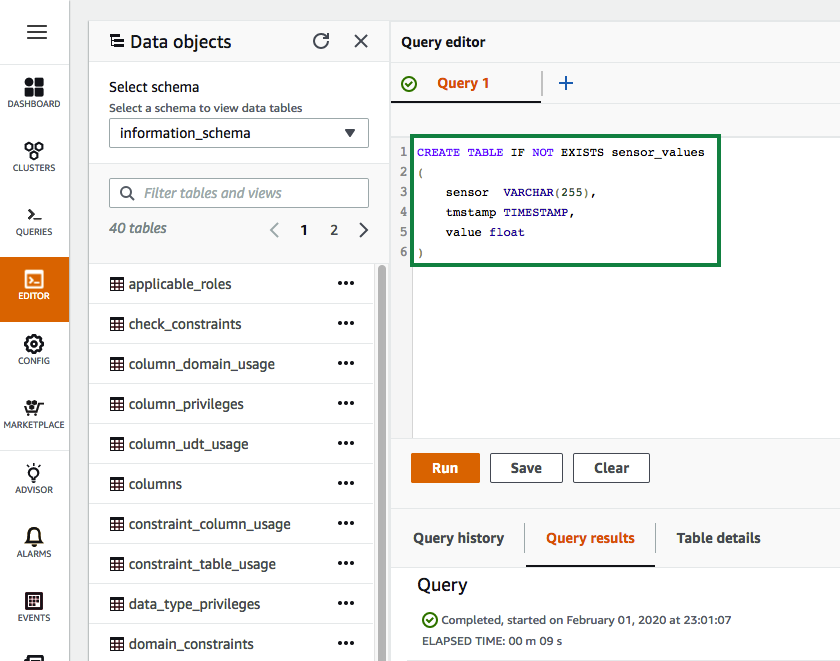 DASHBOARD
CLUSTERS
QUERIES
EDITOR
CONFIG
MARKETPLACE
ADVISOR
ALARMS
EVENTS
Data objects
Select schema
Select a schema to view data tables
information_schema
Filter tables and views
40 tables
1 2
applicable_roles
check_constraints
column_domain_usage
column_privileges
column_udt_usage
columns
constraint_column_usage
constraint_table_usage
data_type_privileges
domain_constraints
Query editor
Query 1
1 CREATE TABLE IF NOT EXISTS sensor_values
2 (
3 sensor VARCHAR(255),
4 tmstamp TIMESTAMP,
5 value float
6 )
Run Save Clear
Query history Query results Table details
Query
Completed, started on February 01, 2020 at 23:01:07
ELAPSED TIME: 00 m 09 s